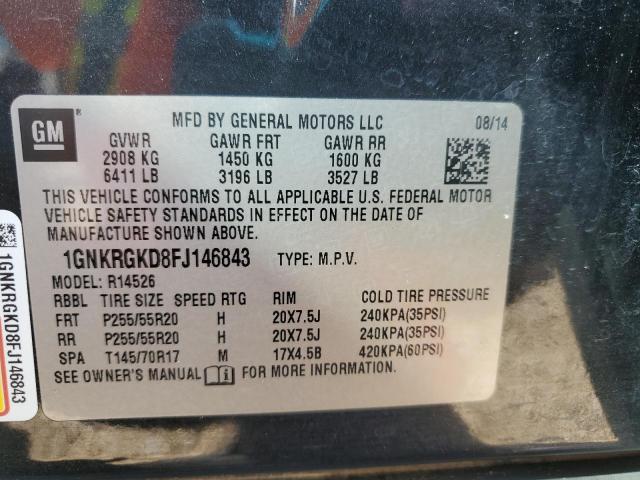 MFD BY GENERAL MOTORS LLC 08/14
GM
GVWR GAWR FRT GAWR RR
2908 KG 1450 KG 1600 KG
6411 LB 3196 LB 3527 LB
THIS VEHICLE CONFORMS TO ALL APPLICABLE U.S. FEDERAL MOTOR
VEHICLE SAFETY STANDARDS IN EFFECT ON THE DATE OF
MANUFACTURE SHOWN ABOVE.
1GNKRGKD8FJ146843 TYPE: M.P.V.
MODEL: R14526
RBBL TIRE SIZE SPEED RTG RIM COLD TIRE PRESSURE
FRT P255/55R20 H 20X7.5J 240KPA(35PSI)
RR P255/55R20 H 20X7.5J 240KPA(35PSI)
SPA T145/70R17 M 17X4.5B 420KPA(60PSI)
SEE OWNER'S MANUAL FOR MORE INFORMATION.
1GNKRGKD8FJ146843